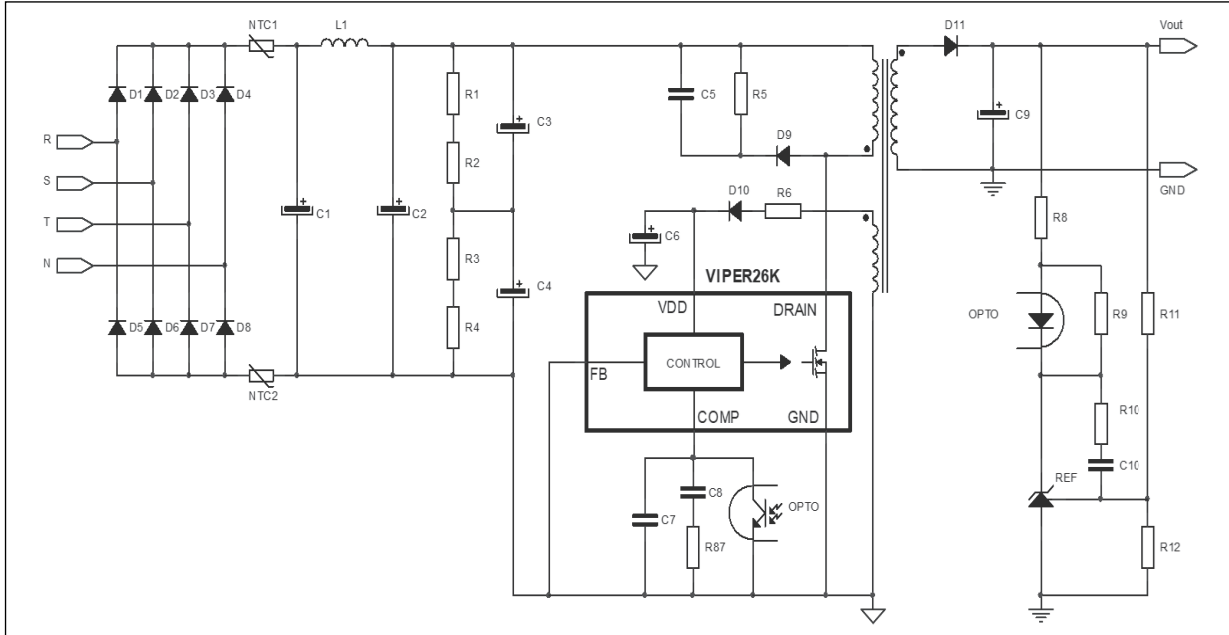 NTC1
L1
D11
Vout
D1
D2
D3
D4
R1
C5
R5
C9
R
C3
D9
S
R2
GND
D10
R6
T
C1
C2
C6
R8
N
R3
VIPER26K
C4
VDD
DRAIN
OPTO
R9
R11
D5
D6
D7
D8
R4
CONTROL
FB
NTC2
COMP
GND
R10
C10
C8
REF
C7
OPTO
R87
R12